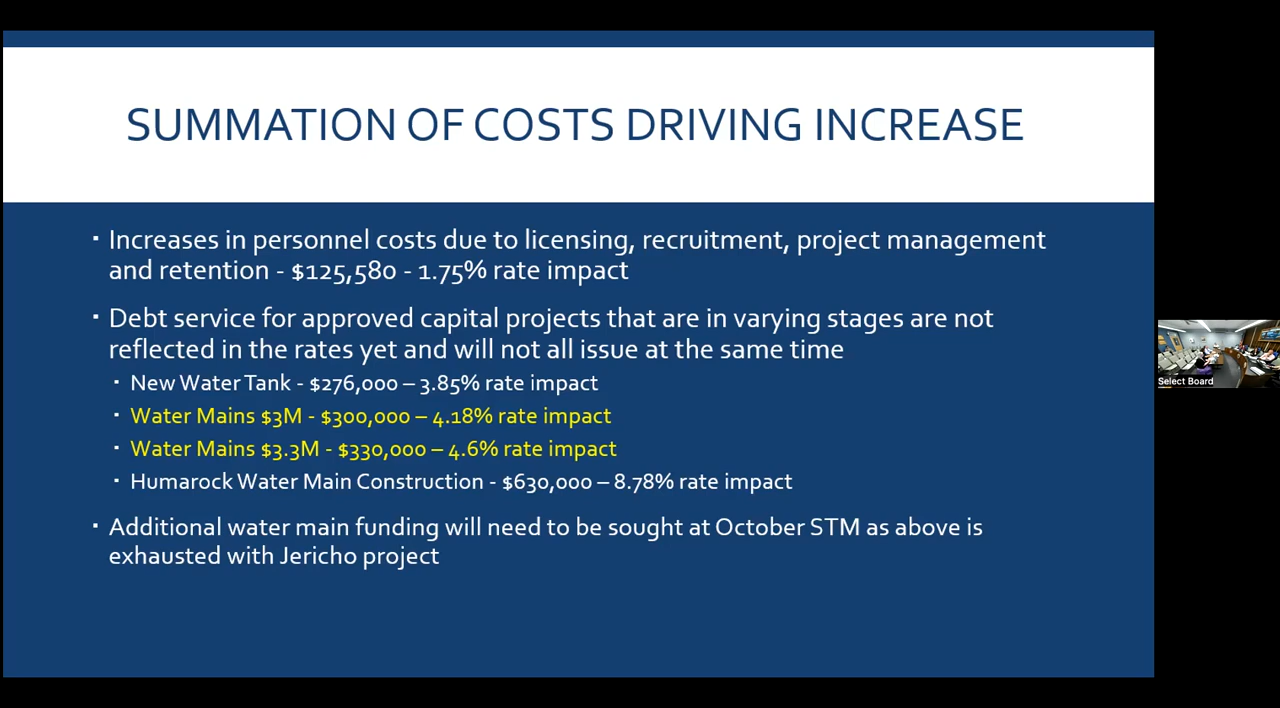 SUMMATION OF COSTS DRIVING INCREASE
▪ Increases in personnel costs due to licensing, recruitment, project management
and retention - $125,580 - 1.75% rate impact
▪ Debt service for approved capital projects that are in varying stages are not
reflected in the rates yet and will not all issue at the same time
▪ New Water Tank - $276,000 – 3.85% rate impact
▪ Water Mains $3M - $300,000 – 4.18% rate impact
▪ Water Mains $3.3M - $330,000 – 4.6% rate impact
▪ Humarock Water Main Construction - $630,000 – 8.78% rate impact
▪ Additional water main funding will need to be sought at October STM as above is
exhausted with Jericho project
Select Board